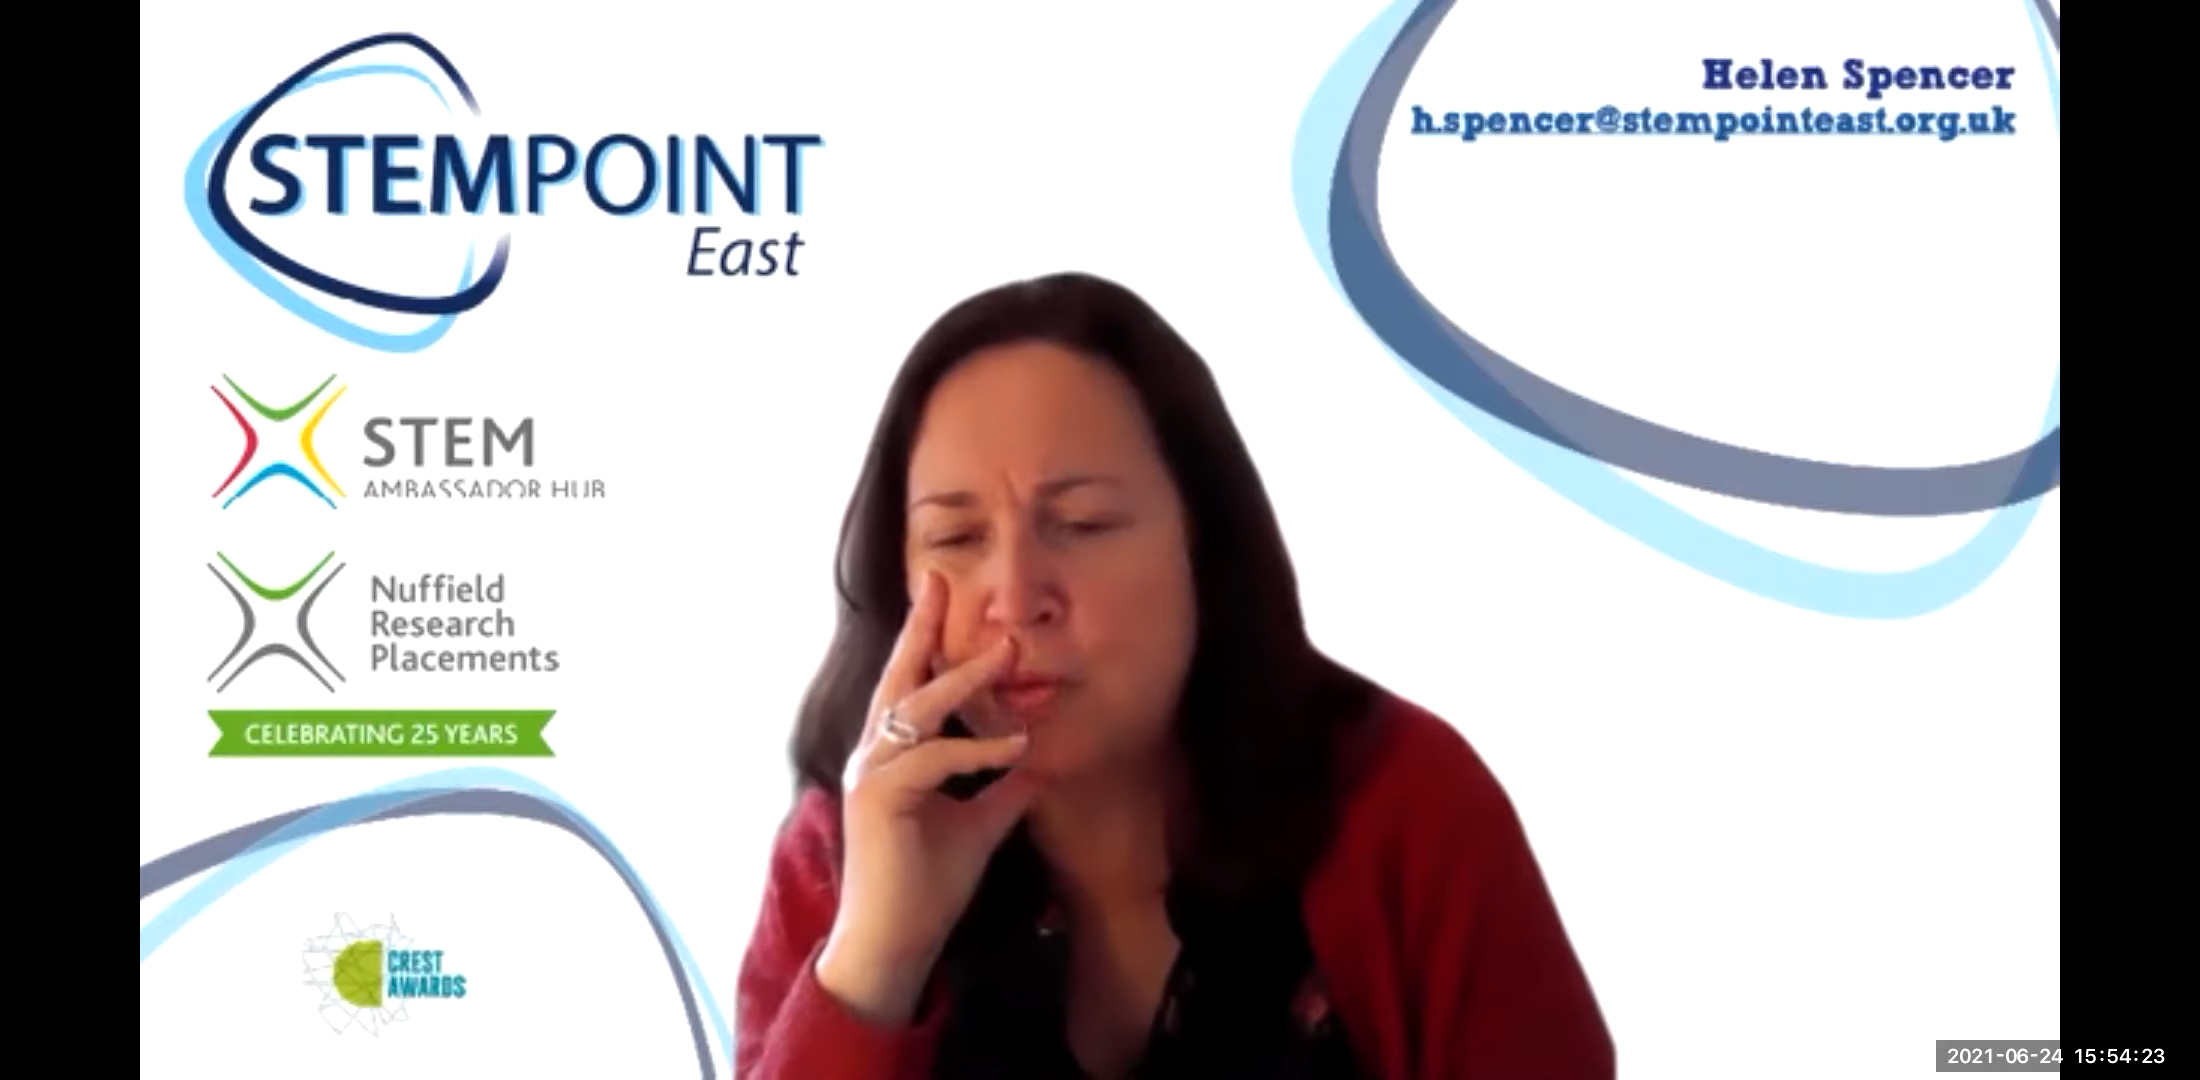 STEMPOINT
East
Helen Spencer
h.spencer@stempointeast.org.uk
STEM
AMBASSADOR HUB
Nuffield
Research
Placements
CELEBRATING 25 YEARS
CREST
AWARDS
2021-06-24 15:54:23